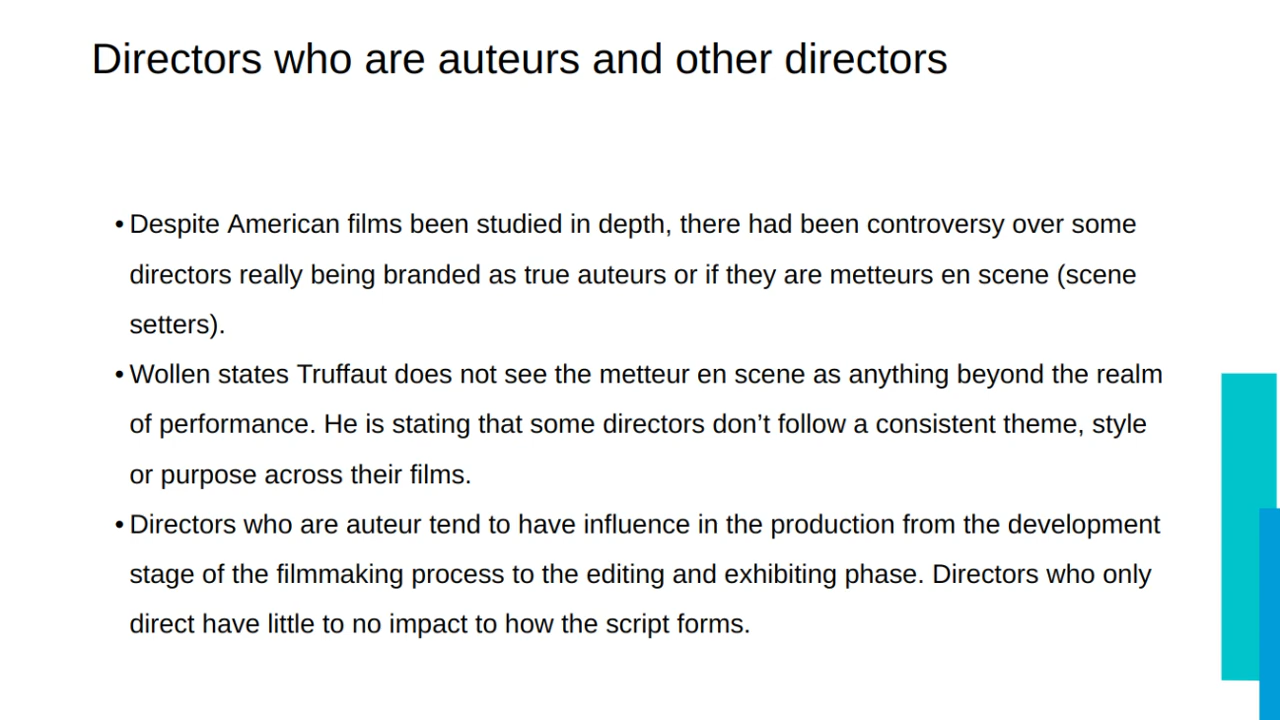 Directors who are auteurs and other directors
• Despite American films been studied in depth, there had been controversy over some
directors really being branded as true auteurs or if they are metteurs en scene (scene
setters).
• Wollen states Truffaut does not see the metteur en scene as anything beyond the realm
of performance. He is stating that some directors don’t follow a consistent theme, style
or purpose across their films.
• Directors who are auteur tend to have influence in the production from the development
stage of the filmmaking process to the editing and exhibiting phase. Directors who only
direct have little to no impact to how the script forms.